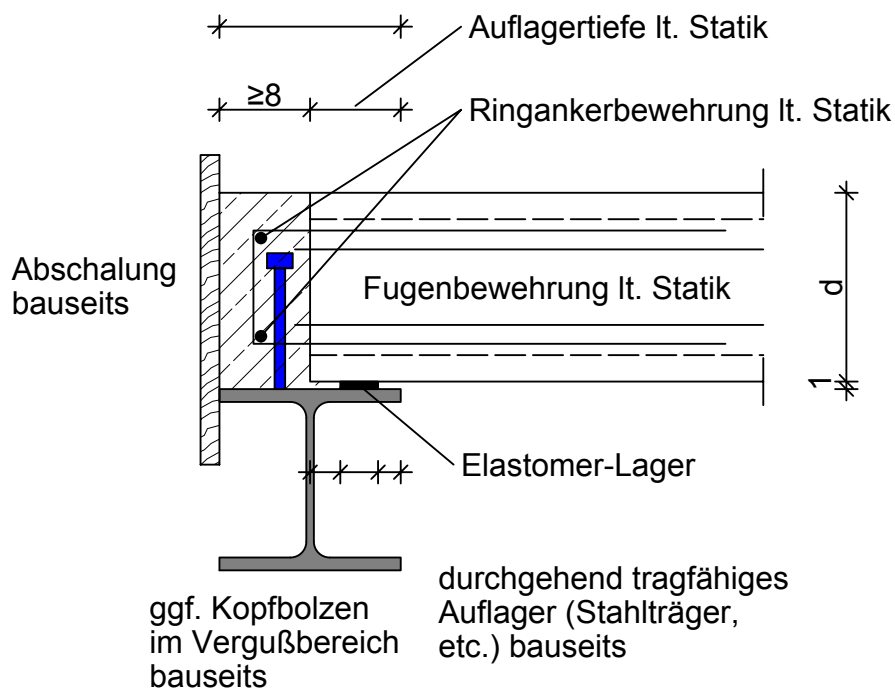 Auflagertiefe lt. Statik
≥8
Ringankerbewehrung lt. Statik
Abschalung
bauseits
Fugenbewehrung lt. Statik
d
1
Elastomer-Lager
durchgehend tragfähiges
Auflager (Stahlträger,
etc.) bauseits
ggf. Kopfbolzen
im Vergußbereich
bauseits